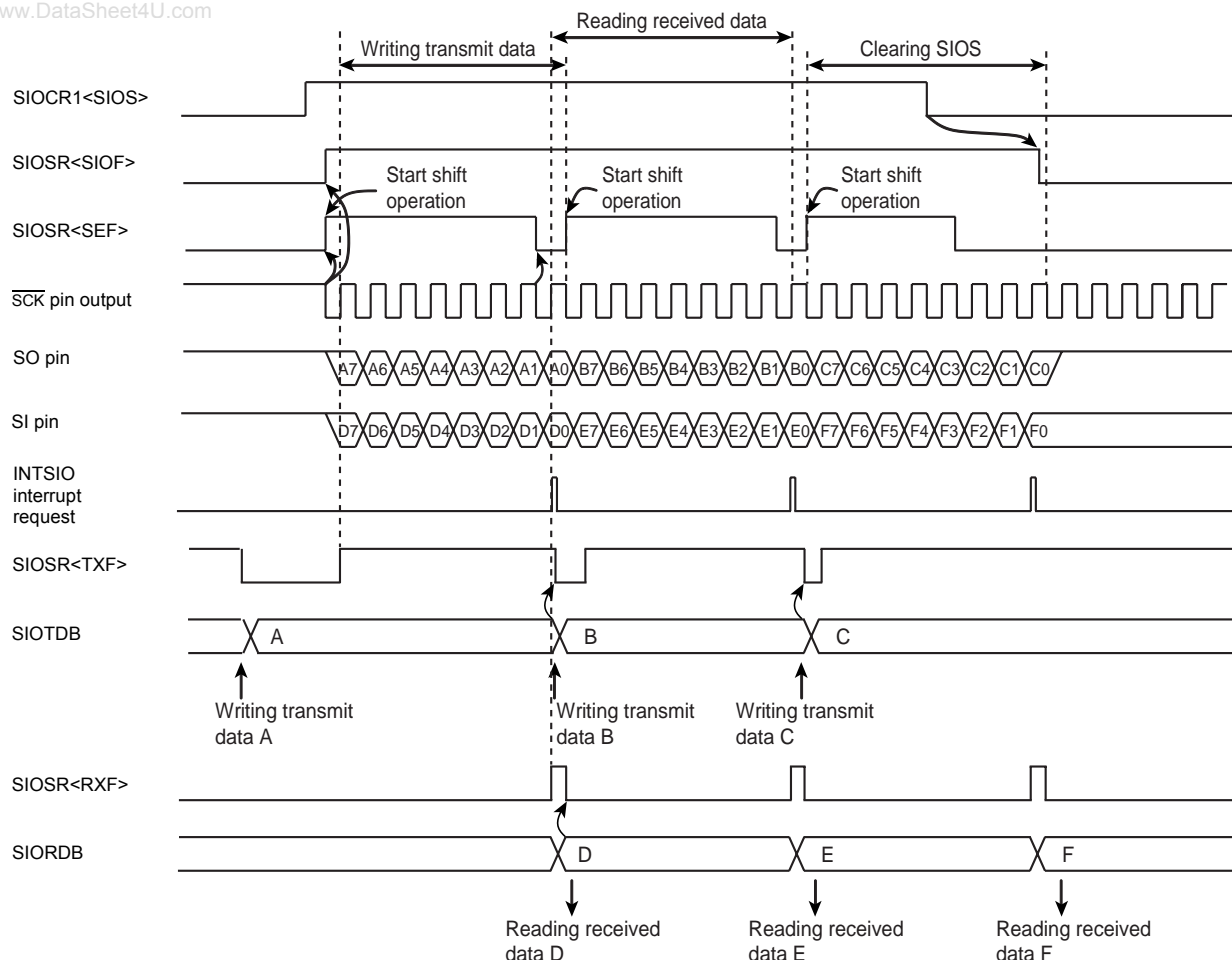 www.DataSheet4U.com
Reading received data
Writing transmit data
Clearing SIOS
SIOCR1<SIOS>
SIOSR<SIOF>
Start shift
operation
Start shift
operation
Start shift
operation
SIOSR<SEF>
SCK pin output
SO pin
A7 A6 A5 A4 A3 A2 A1 A0 B7 B6 B5 B4 B3 B2 B1 B0 C7 C6 C5 C4 C3 C2 C1 C0
SI pin
D7 D6 D5 D4 D3 D2 D1 D0 E7 E6 E5 E4 E3 E2 E1 E0 F7 F6 F5 F4 F3 F2 F1 F0
INTSIO
interrupt
request
SIOSR<TXF>
SIOTDB
A
B
C
Writing transmit
data A
Writing transmit
data B
Writing transmit
data C
SIOSR<RXF>
SIORDB
D
E
F
Reading received
data D
Reading received
data E
Reading received
data F